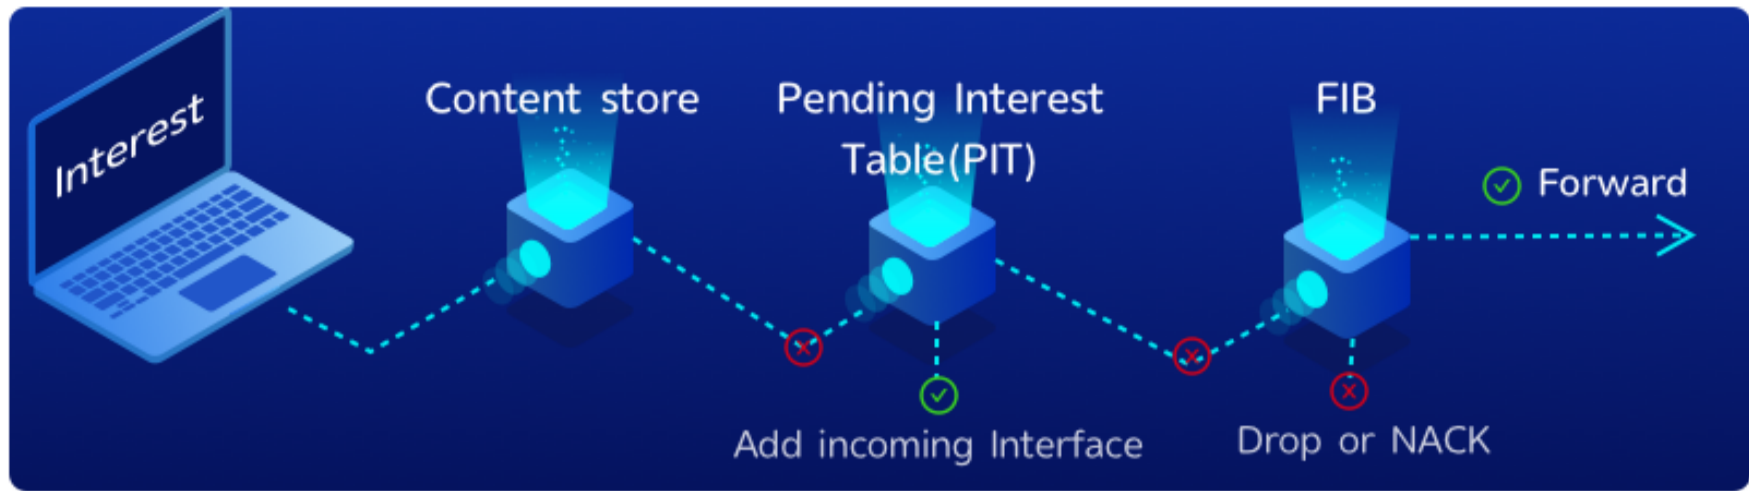 Interest
Content store
Pending Interest
Table(PIT)
FIB
Forward
Add incoming Interface
Drop or NACK